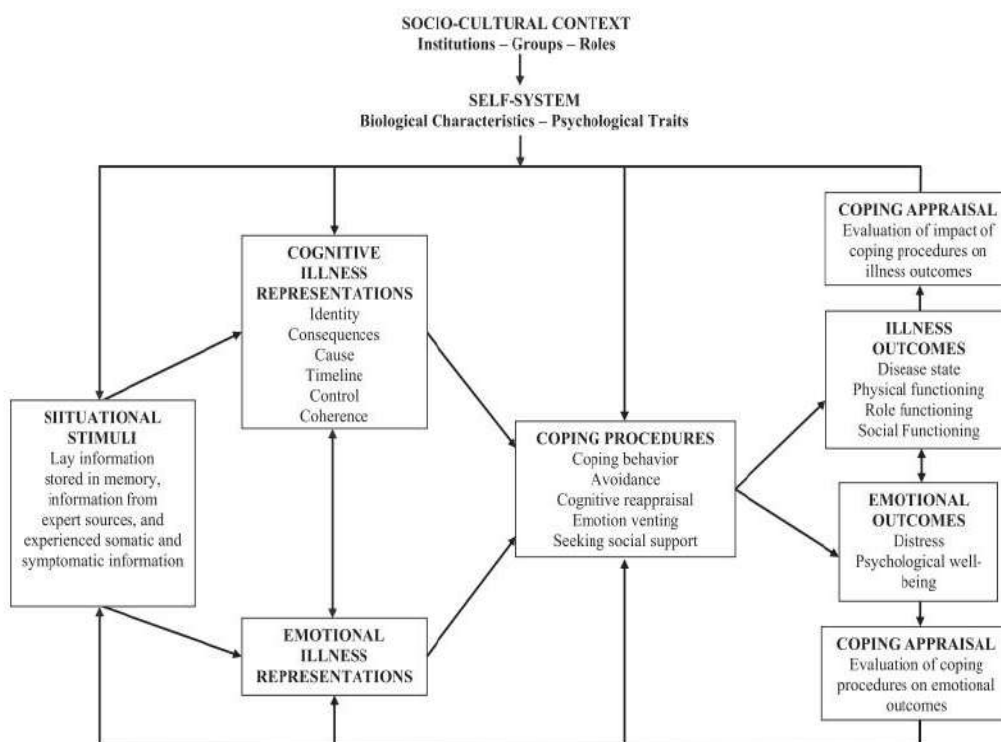 SOCIO-CULTURAL CONTEXT
Institutions – Groups – Roles
SELF-SYSTEM
Biological Characteristics – Psychological Traits
COGNITIVE
ILLNESS
REPRESENTATIONS
Identity
Consequences
Cause
Timeline
Control
Coherence
SIITUATIONAL
STIMULI
Lay information
stored in memory,
information from
expert sources, and
experienced somatic and
symptomatic information
EMOTIONAL
ILLNESS
REPRESENTATIONS
COPING PROCEDURES
Coping behavior
Avoidance
Cognitive reappraisal
Emotion venting
Seeking social support
COPING APPRAISAL
Evaluation of impact of
coping procedures on
illness outcomes
ILLNESS
OUTCOMES
Disease state
Physical functioning
Role functioning
Social Functioning
EMOTIONAL
OUTCOMES
Distress
Psychological well-
being
COPING APPRAISAL
Evaluation of coping
procedures on emotional
outcomes